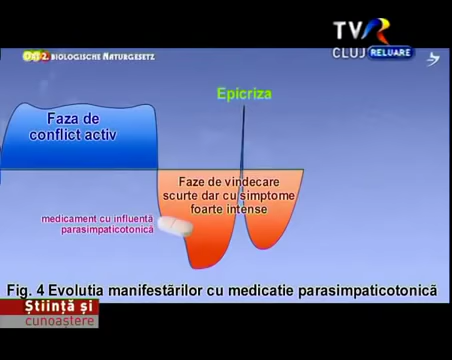 TVR
CLUJ RELUARE
2. BIOLOGISCHE NATURGESETZ
Epicriza
Faza de
conflict activ
Faze de vindecare
scurte dar cu simptome
foarte intense
medicament cu influentă
parasimpaticotonică
Fig. 4 Evolutia manifestărilor cu medicatie parasimpaticotonică
Știință și
cunoaștere